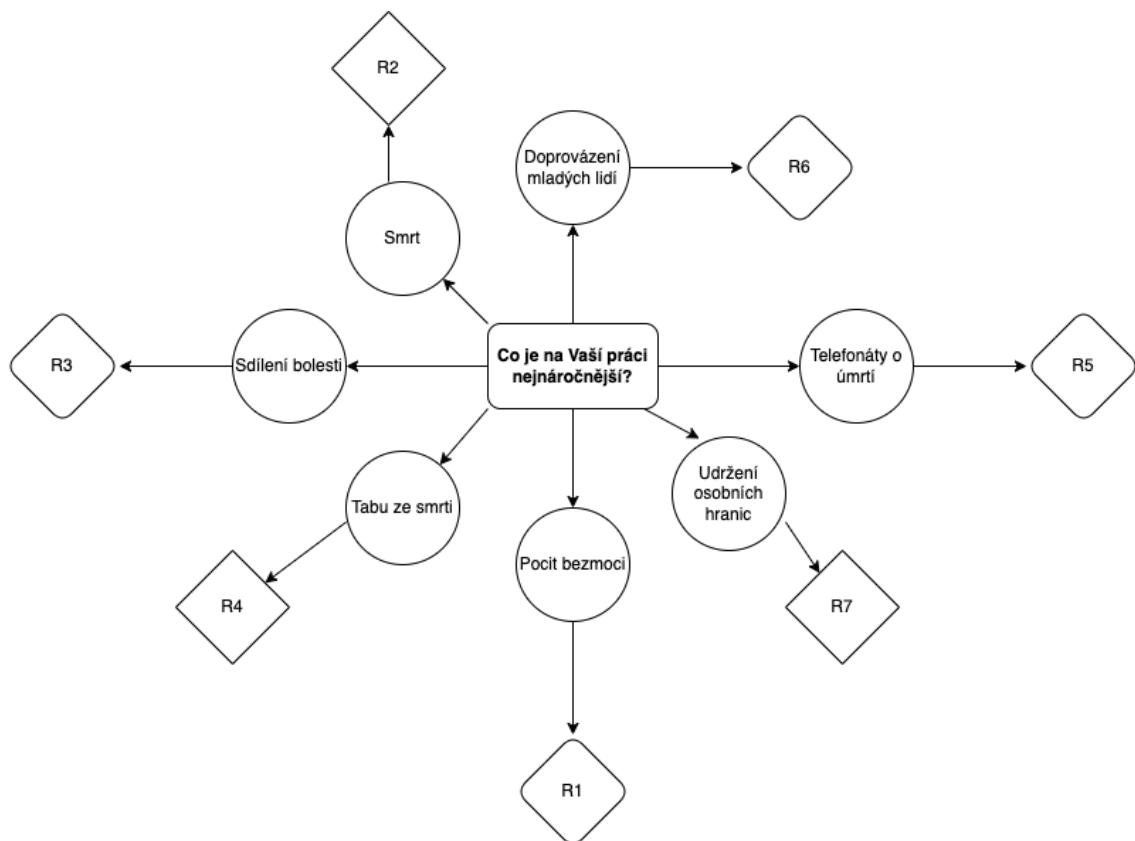 R2
Doprovázení
mladých lidí
R6
Smrt
Co je na Vaší práci
nejnáročnější?
R3
Sdílení bolesti
Telefonáty o
úmrtí
R5
Udržení
osobních
hranic
Tabu ze smrti
Pocit bezmoci
R4
R7
R1